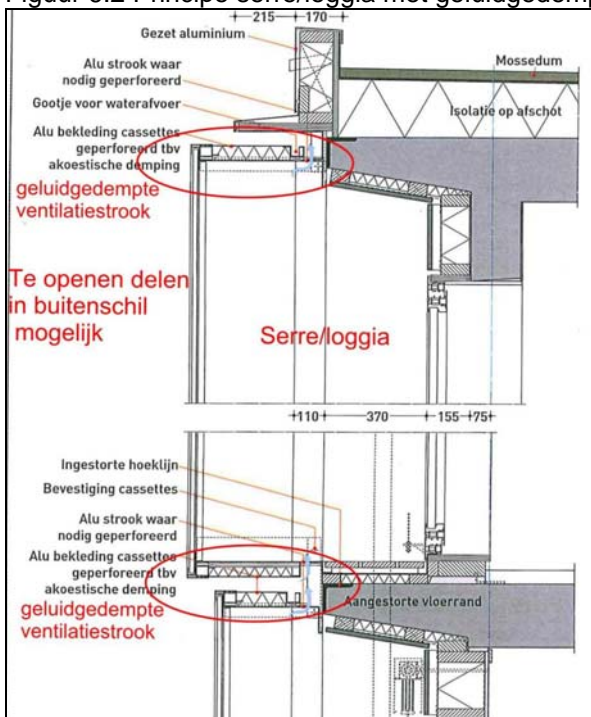 Figuur 6.2 Principe serre/loggia met geluidgedemp
215 170
Gezet aluminium
Mossedum
Alu strook waar
nodig geperforeerd
Gootje voor waterafvoer
Isolatie op afschot
Alu bekleding cassettes
geperforeerd tbv
akoestische demping
geluidgedempte
ventilatiestrook
Te openen delen
in buitenschil
mogelijk
Serre/loggia
110 370 155 75
Ingestorte hoeklijn
Bevestiging cassettes
Alu strook waar
nodig geperforeerd
Alu bekleding cassettes
geperforeerd tbv
akoestische demping
Aangestorte vloerrand
geluidgedempte
ventilatiestrook